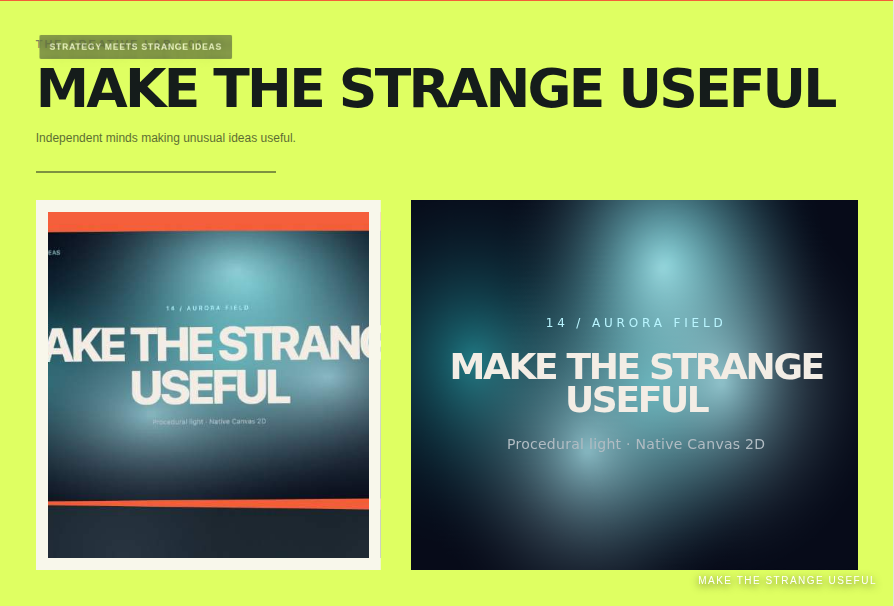 STRATEGY MEETS STRANGE IDEAS
MAKE THE STRANGE USEFUL
Independent minds making unusual ideas useful.
EAS
14 / AURORA FIELD
AKE THE STRANG
USEFUL
Procedural light · Native Canvas 2D
14 / AURORA FIELD
MAKE THE STRANGE
USEFUL
Procedural light · Native Canvas 2D
MAKE THE STRANGE USEFUL